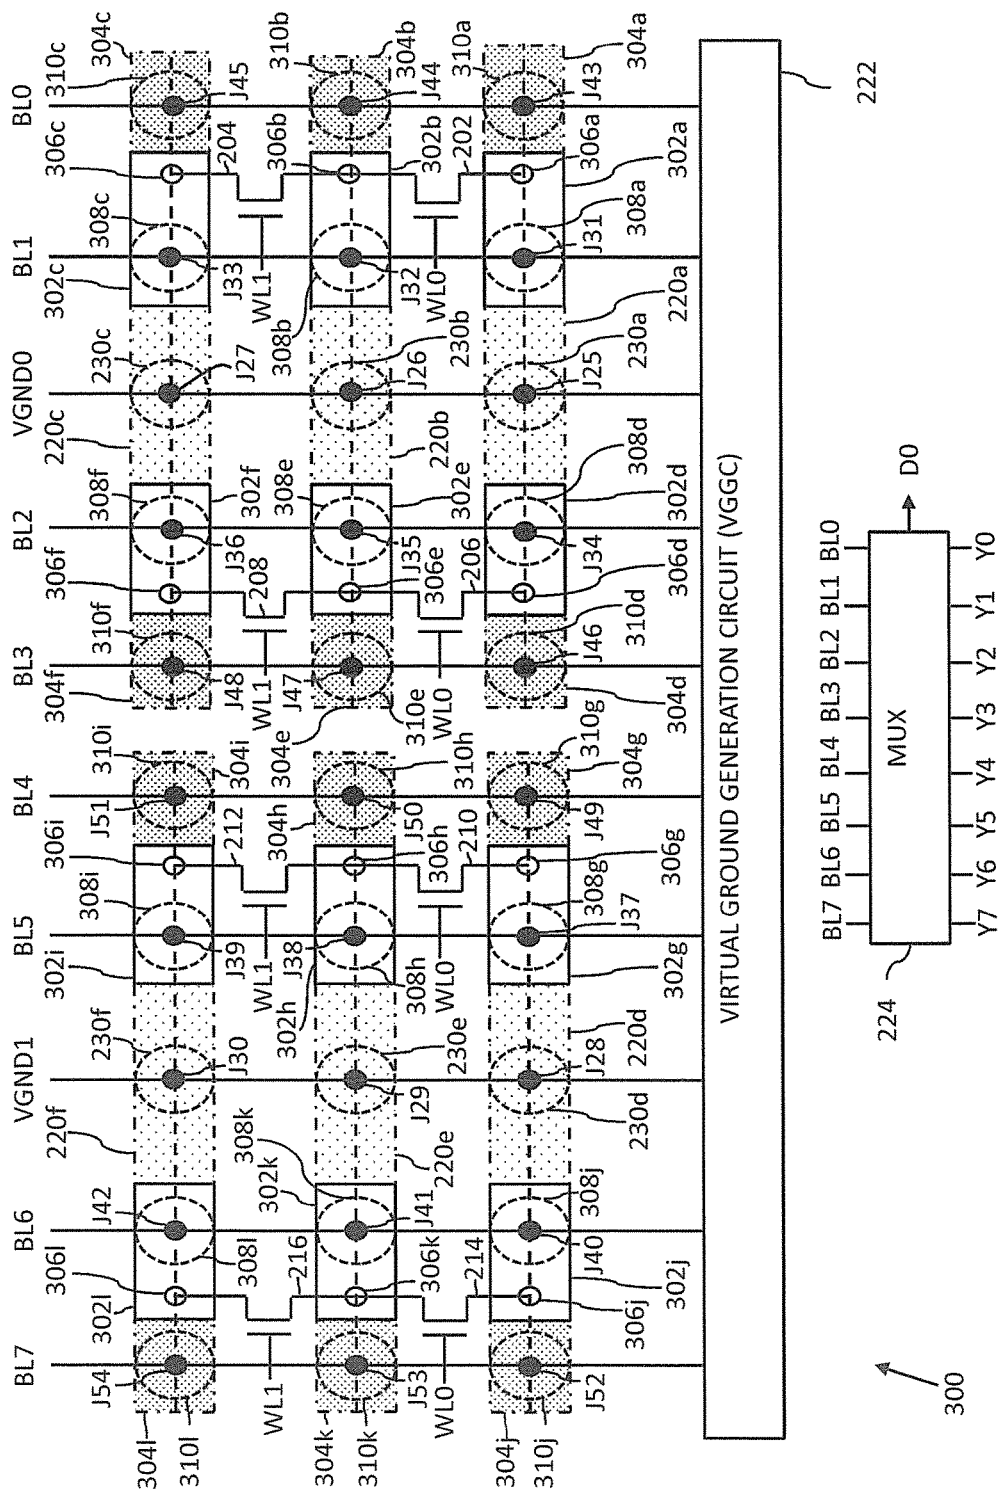 BL7 BL6 VGND1 BL5 BL4 BL3 BL2 VGND0 BL1 BL0
306l 220f 302i 306i 304f 306f 220c 302c 306c 310c
302l J54 J42 230f 308i J51 310i 310f 308f 230c 308c 304c
304l
310l
308l J30 J39 212 304i J48 J36 302f J27 J33 204 J45
WL1 WL1 WL1 208 WL1
216 302h J38 304h 304e J47 308e 308b 306b 310b
304k 302k
310k 308k
J53 306k J41 J29 308h J50 310e J35 J26 J32 304b J44
WL0 220e 230e WL0 306h 310h WL0 306e 220b 230b WL0 302b
214 210 206 302e 202 310a
304j
310j
J52 306j J40 J28 J37 308g J49 310g J46 J34 J25 J31 J43
302j 308j 230d 220d 302g 306g 304g 304d 310d 306d 302d 308d 230a 220a 308a 302a 306a 304a
VIRTUAL GROUND GENERATION CIRCUIT (VGGC)
222
BL7 BL6 BL5 BL4 BL3 BL2 BL1 BL0
224 MUX D0
Y7 Y6 Y5 Y4 Y3 Y2 Y1 Y0
300